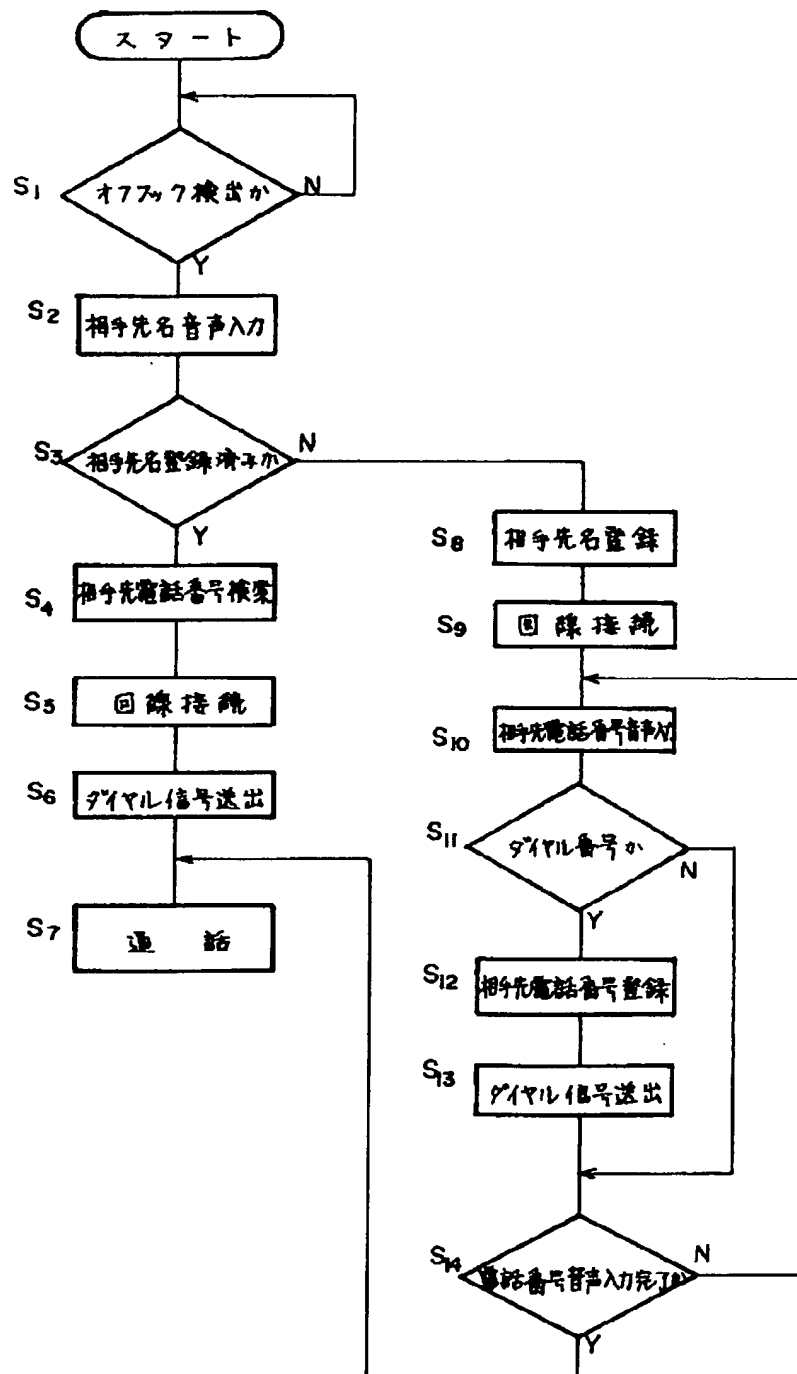 スタート
S1
オフフック検出か
N
Y
S2
相手先名音声入力
S3
相手先名登録済みか
N
Y
S4
相手先電話番号検索
S5
回線接続
S6
ダイヤル信号送出
S7
通話
S8
相手先名登録
S9
回線接続
S10
相手先電話番号音声入力
S11
ダイヤル番号か
N
Y
S12
相手先電話番号登録
S13
ダイヤル信号送出
S14
電話番号音声入力完了か
N
Y